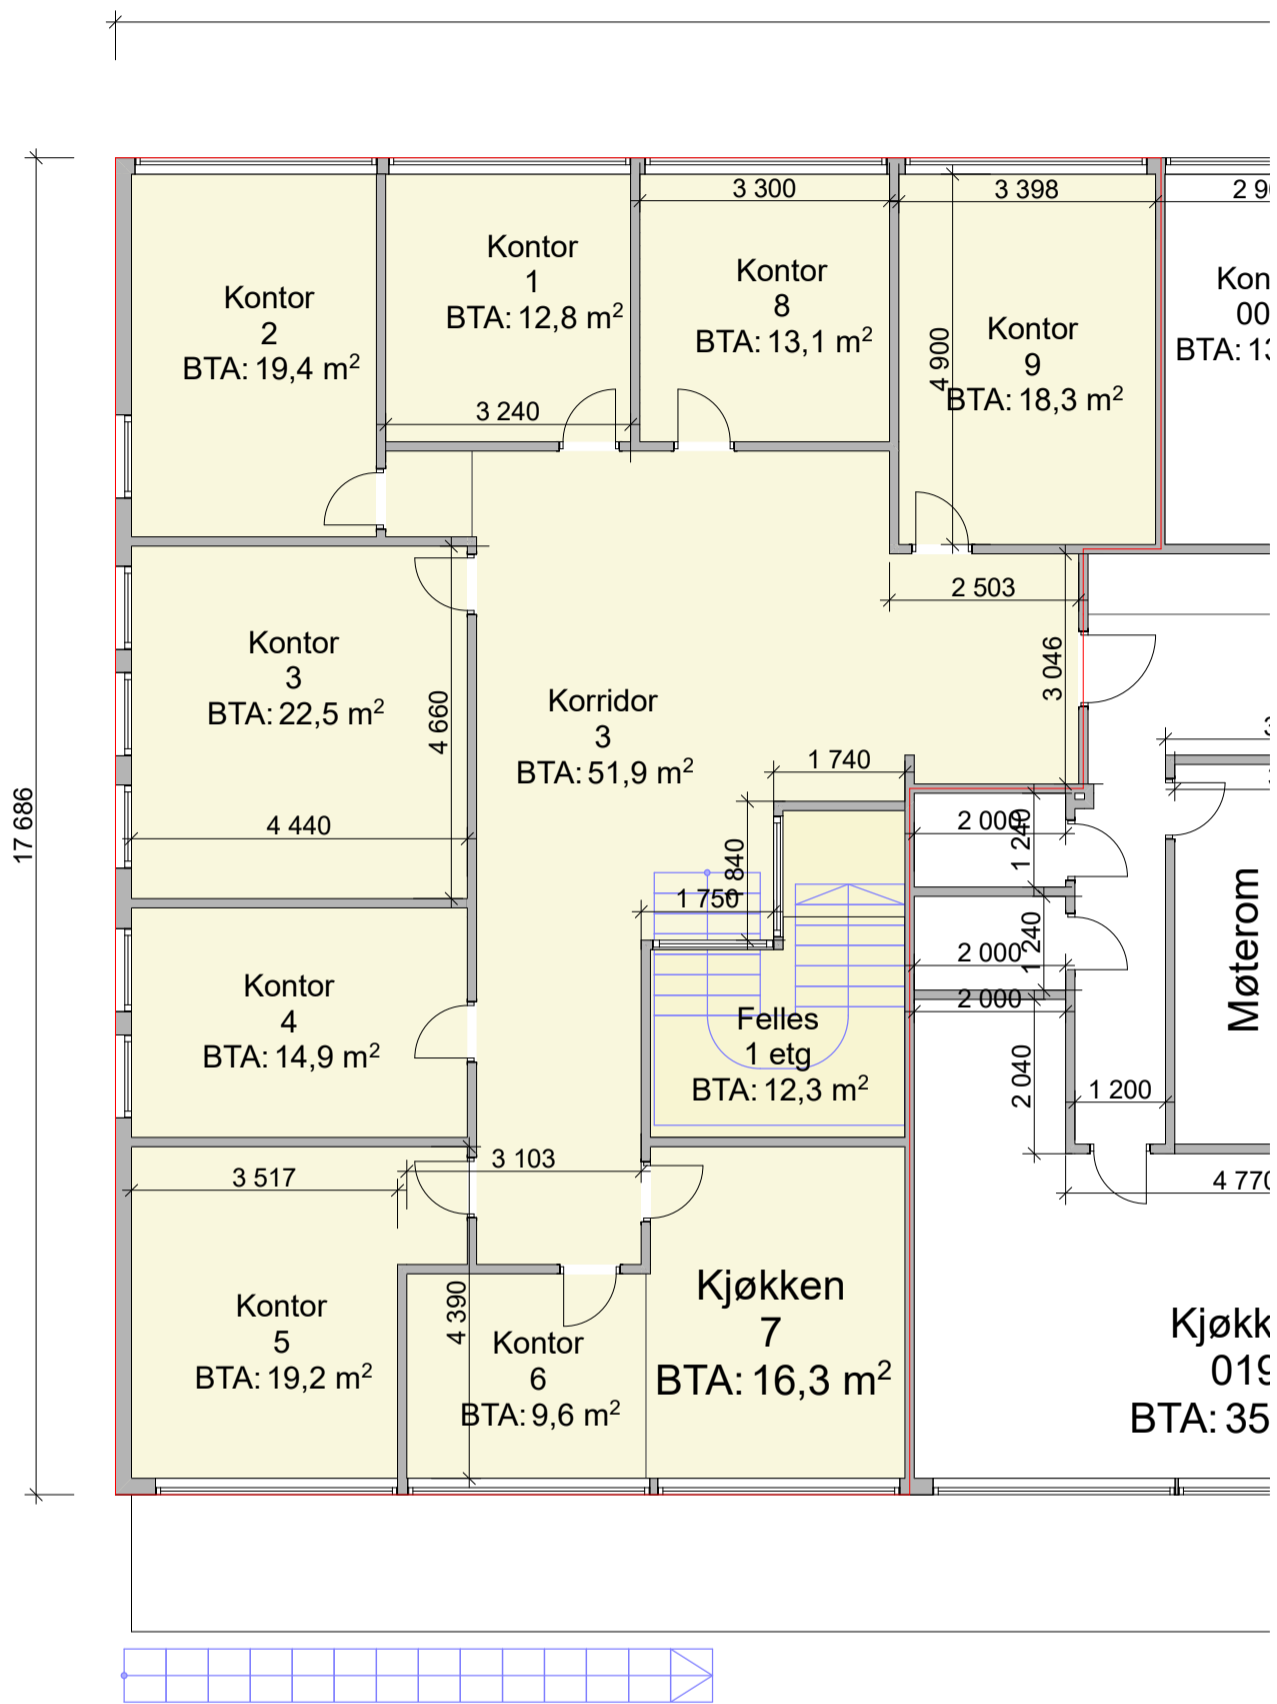 3 300
3 398
Kontor
1
BTA: 12,8 m²
Kontor
8
BTA: 13,1 m²
Kontor
2
BTA: 19,4 m²
Kontor
9
BTA: 18,3 m²
4 900
3 240
2 503
3 046
Kontor
3
BTA: 22,5 m²
4 660
4 440
Korridor
3
BTA: 51,9 m²
1 740
17 686
1 840
1 750
2 000
1 240
2 000
1 240
2 000
2 040
Møterom
Kontor
4
BTA: 14,9 m²
Felles
1 etg
BTA: 12,3 m²
1 200
3 517
3 103
4 770
Kontor
5
BTA: 19,2 m²
4 390
Kontor
6
BTA: 9,6 m²
Kjøkken
7
BTA: 16,3 m²
Kjøkk
019
BTA: 35